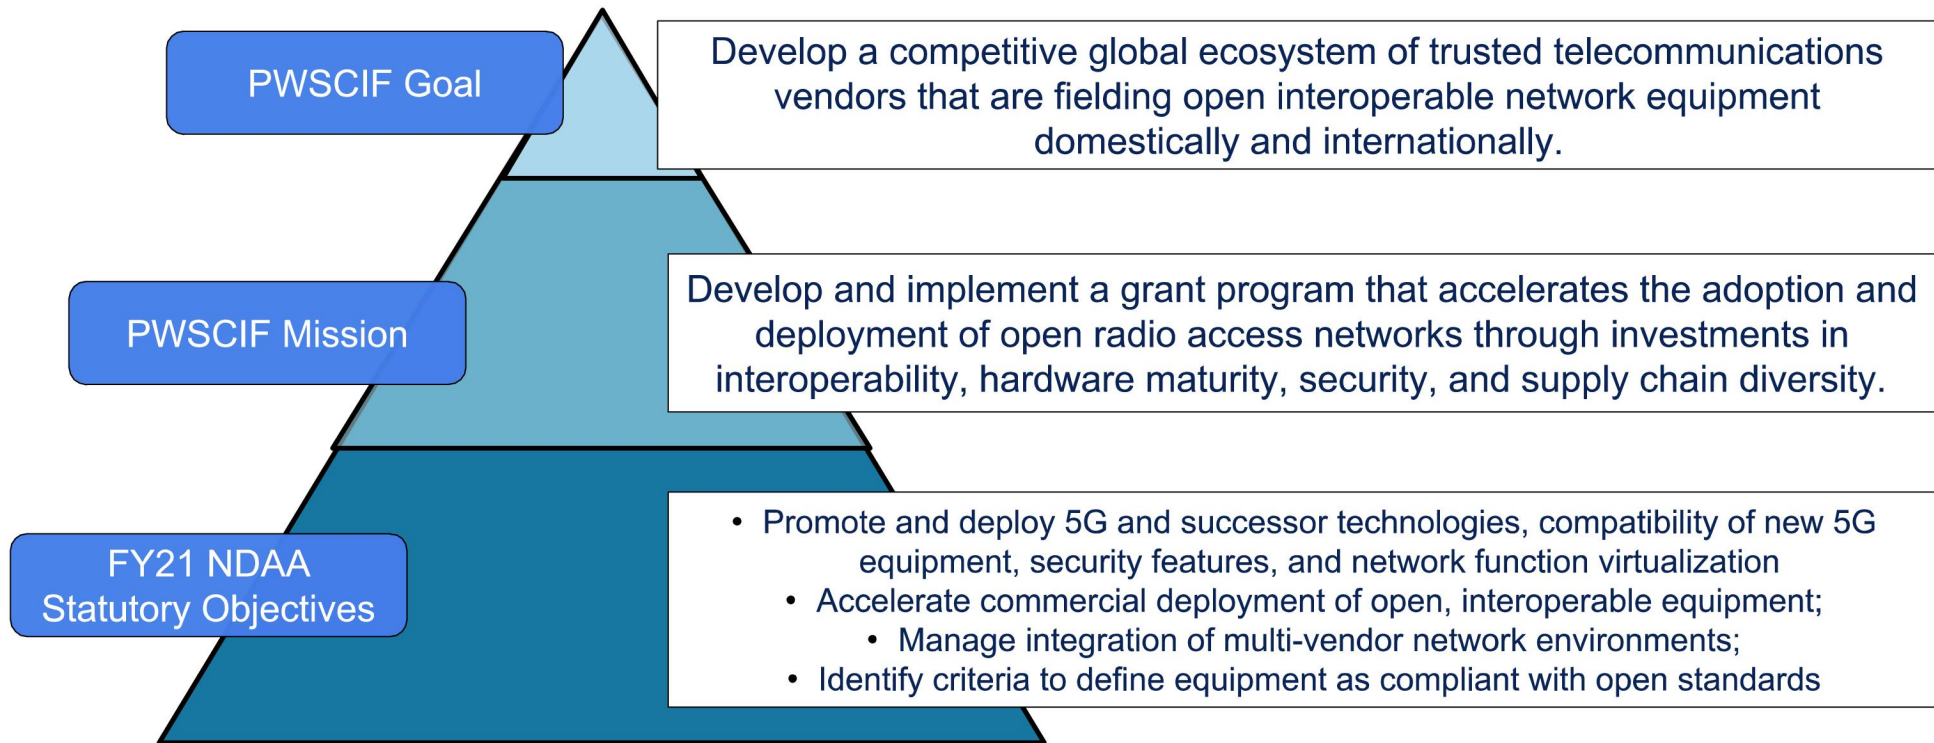 PWSCIF Goal
Develop a competitive global ecosystem of trusted telecommunications
vendors that are fielding open interoperable network equipment
domestically and internationally.
PWSCIF Mission
Develop and implement a grant program that accelerates the adoption and
deployment of open radio access networks through investments in
interoperability, hardware maturity, security, and supply chain diversity.
FY21 NDAA
Statutory Objectives
• Promote and deploy 5G and successor technologies, compatibility of new 5G
equipment, security features, and network function virtualization
• Accelerate commercial deployment of open, interoperable equipment;
• Manage integration of multi-vendor network environments;
• Identify criteria to define equipment as compliant with open standards